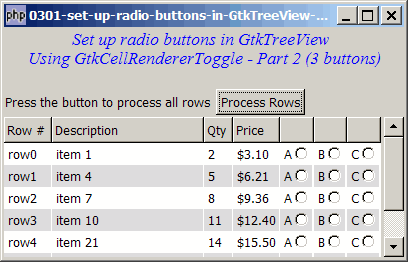 php 0301-set-up-radio-buttons-in-GtkTreeView-...
Set up radio buttons in GtkTreeView
Using GtkCellRendererToggle - Part 2 (3 buttons)
Press the button to process all rows Process Rows
Row # Description Qty Price
row0 item 1 2 $3.10 A B C
row1 item 4 5 $6.21 A B C
row2 item 7 8 $9.36 A B C
row3 item 10 11 $12.40 A B C
row4 item 21 14 $15.50 A B C